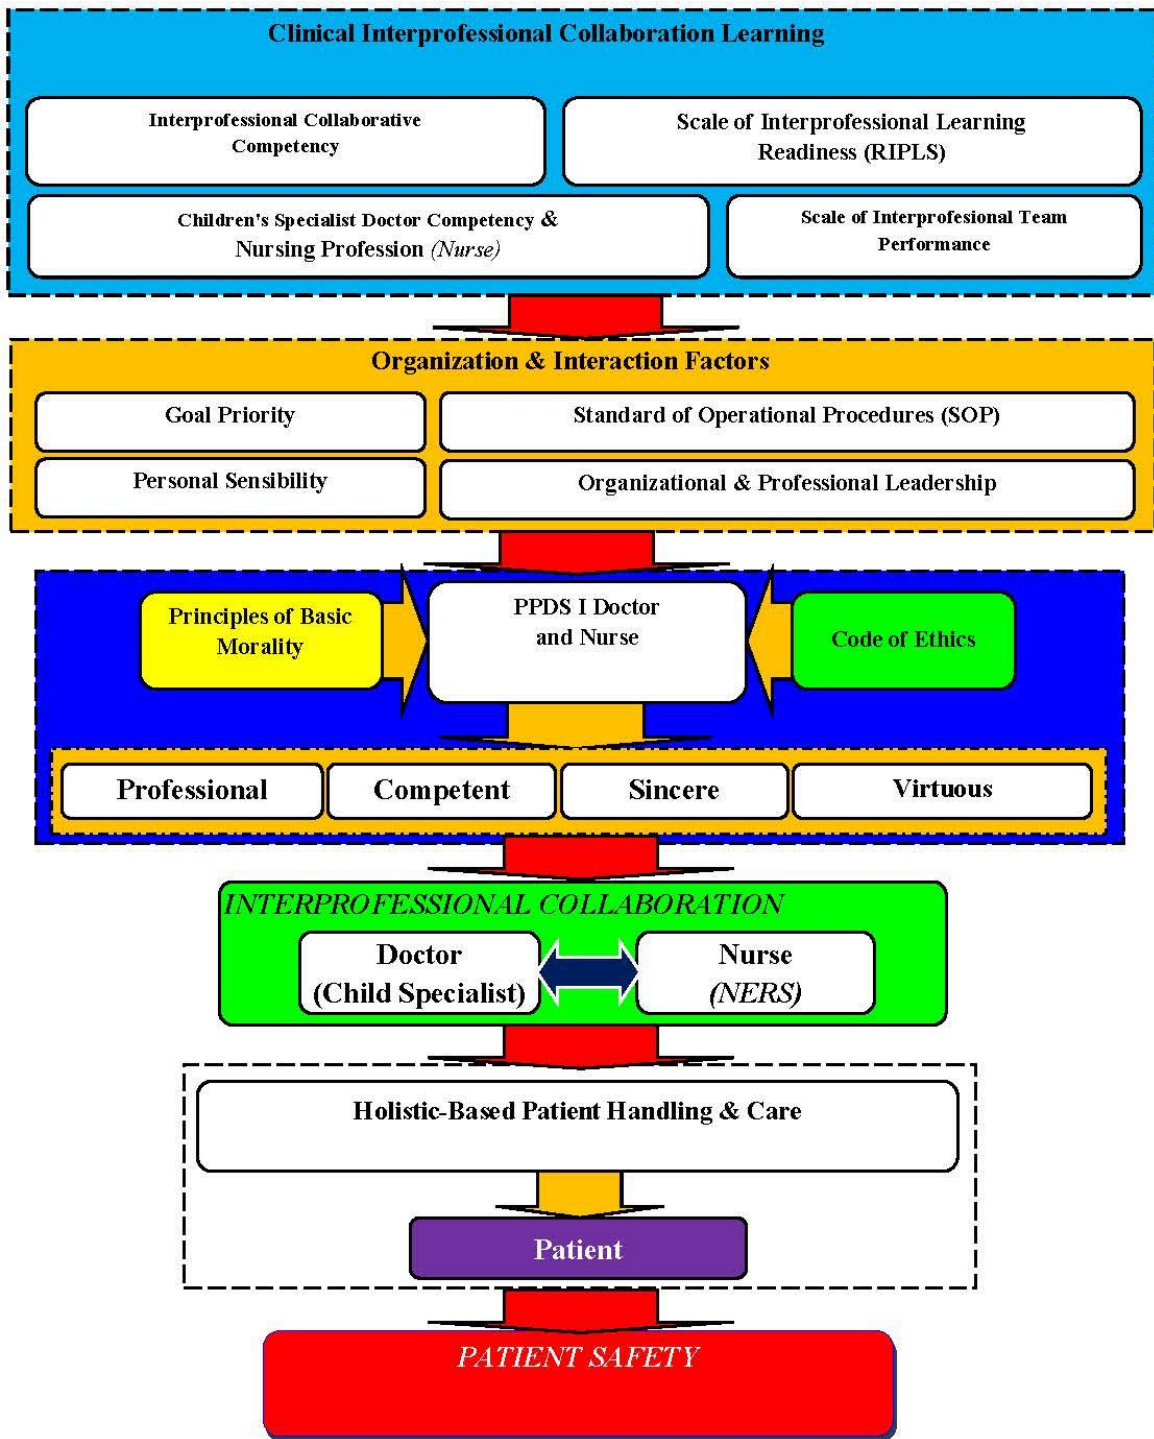 Clinical Interprofessional Collaboration Learning
Interprofessional Collaborative
Competency
Scale of Interprofessional Learning
Readiness (RIPLS)
Children's Specialist Doctor Competency &
Nursing Profession (Nurse)
Scale of Interprofesional Team
Performance
Organization & Interaction Factors
Goal Priority
Standard of Operational Procedures (SOP)
Personal Sensibility
Organizational & Professional Leadership
Principles of Basic
Morality
PPDS I Doctor
and Nurse
Code of Ethics
Professional
Competent
Sincere
Virtuous
INTERPROFESSIONAL COLLABORATION
Doctor
(Child Specialist)
Nurse
(NERS)
Holistic-Based Patient Handling & Care
Patient
PATIENT SAFETY